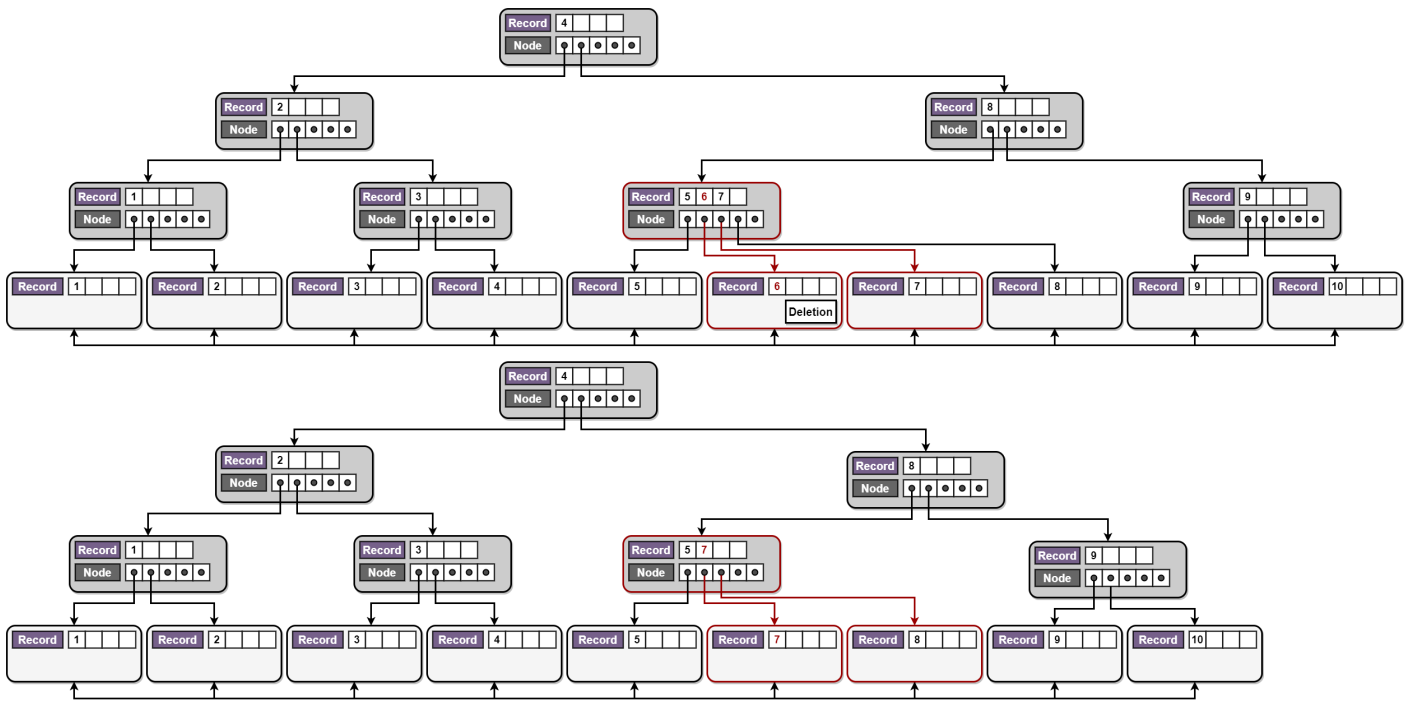 Record 4
Node
Record 2
Record 8
Node
Node
Record 1
Record 3
Record 5 6 7
Record 9
Node
Node
Node
Node
Record 1
Record 2
Record 3
Record 4
Record 5
Record 6
Record 7
Record 8
Record 9
Record 10
Deletion
Record 4
Node
Record 2
Record 8
Node
Node
Record 1
Record 3
Record 5 7
Record 9
Node
Node
Node
Node
Record 1
Record 2
Record 3
Record 4
Record 5
Record 7
Record 8
Record 9
Record 10